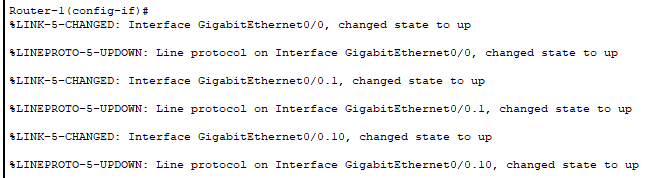 Router-1(config-if)#
%LINK-5-CHANGED: Interface GigabitEthernet0/0, changed state to up
%LINEPROTO-5-UPDOWN: Line protocol on Interface GigabitEthernet0/0, changed state to up
%LINK-5-CHANGED: Interface GigabitEthernet0/0.1, changed state to up
%LINEPROTO-5-UPDOWN: Line protocol on Interface GigabitEthernet0/0.1, changed state to up
%LINK-5-CHANGED: Interface GigabitEthernet0/0.10, changed state to up
%LINEPROTO-5-UPDOWN: Line protocol on Interface GigabitEthernet0/0.10, changed state to up